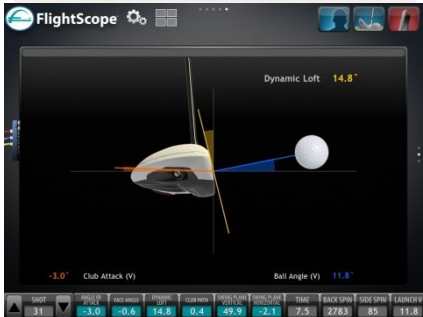 FlightScope
Dynamic Loft 14.8°
-3.0° Club Attack (V) Ball Angle (V) 11.8°
SHOT
31
ANGLE OF ATTACK
-3.0
FACE ANGLE
-0.6
DYNAMIC LOFT
14.8
CLUB PATH
0.4
SWING PLANE VERTICAL
49.9
SWING PLANE HORIZONTAL
-2.1
TIME
7.5
BACK SPIN
2783
SIDE SPIN
85
LAUNCH V
11.8